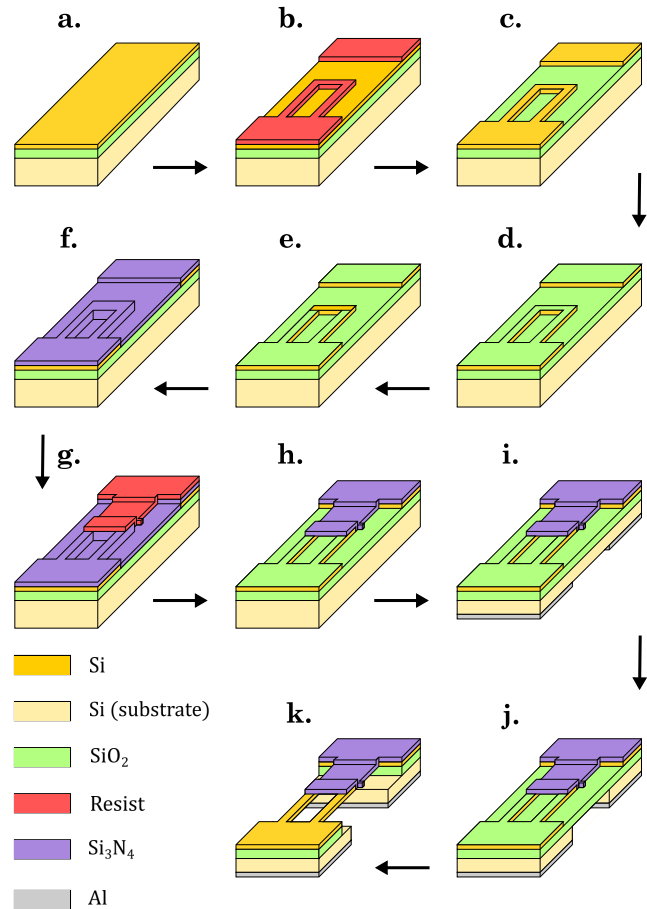 a.
b.
c.
f.
e.
d.
g.
h.
i.
Si
Si (substrate)
SiO₂
Resist
Si₃N₄
Al
k.
j.